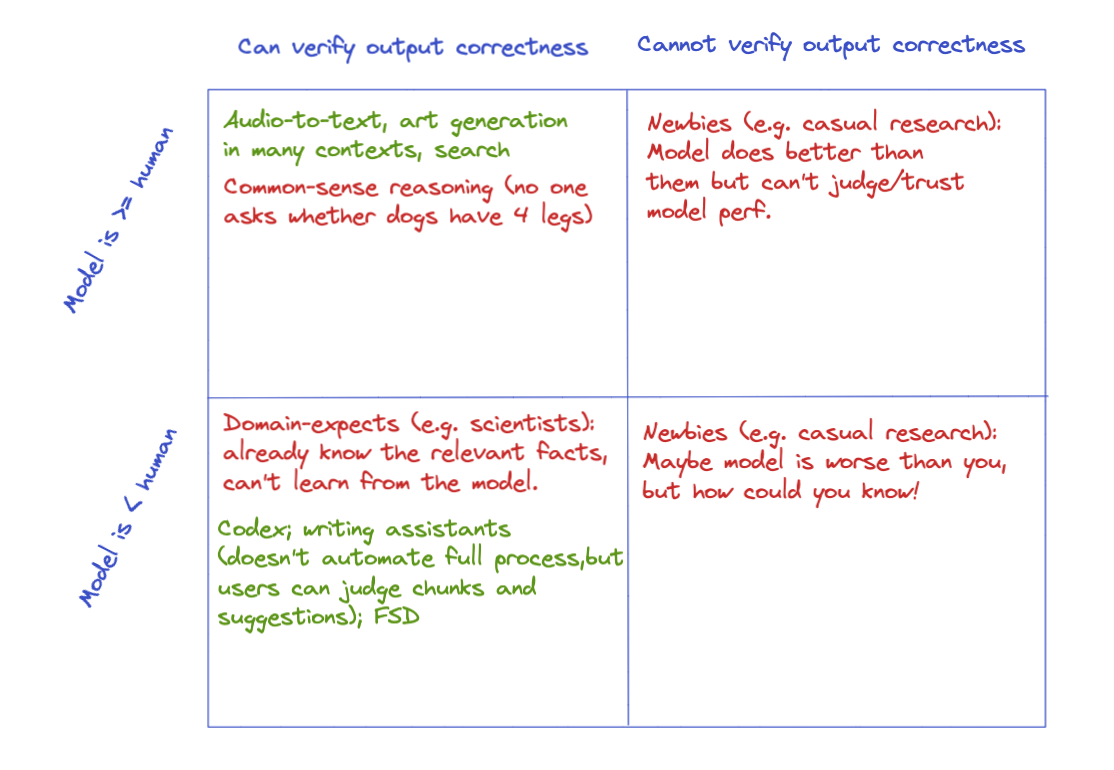 Can verify output correctness
Cannot verify output correctness
Model is >= human
Audio-to-text, art generation
in many contexts, search
Common-sense reasoning (no one
asks whether dogs have 4 legs)
Newbies (e.g. casual research):
Model does better than
them but can't judge/trust
model perf.
Model is < human
Domain-expects (e.g. scientists):
already know the relevant facts,
can't learn from the model.
Codex; writing assistants
(doesn't automate full process,but
users can judge chunks and
suggestions); FSD
Newbies (e.g. casual research):
Maybe model is worse than you,
but how could you know!